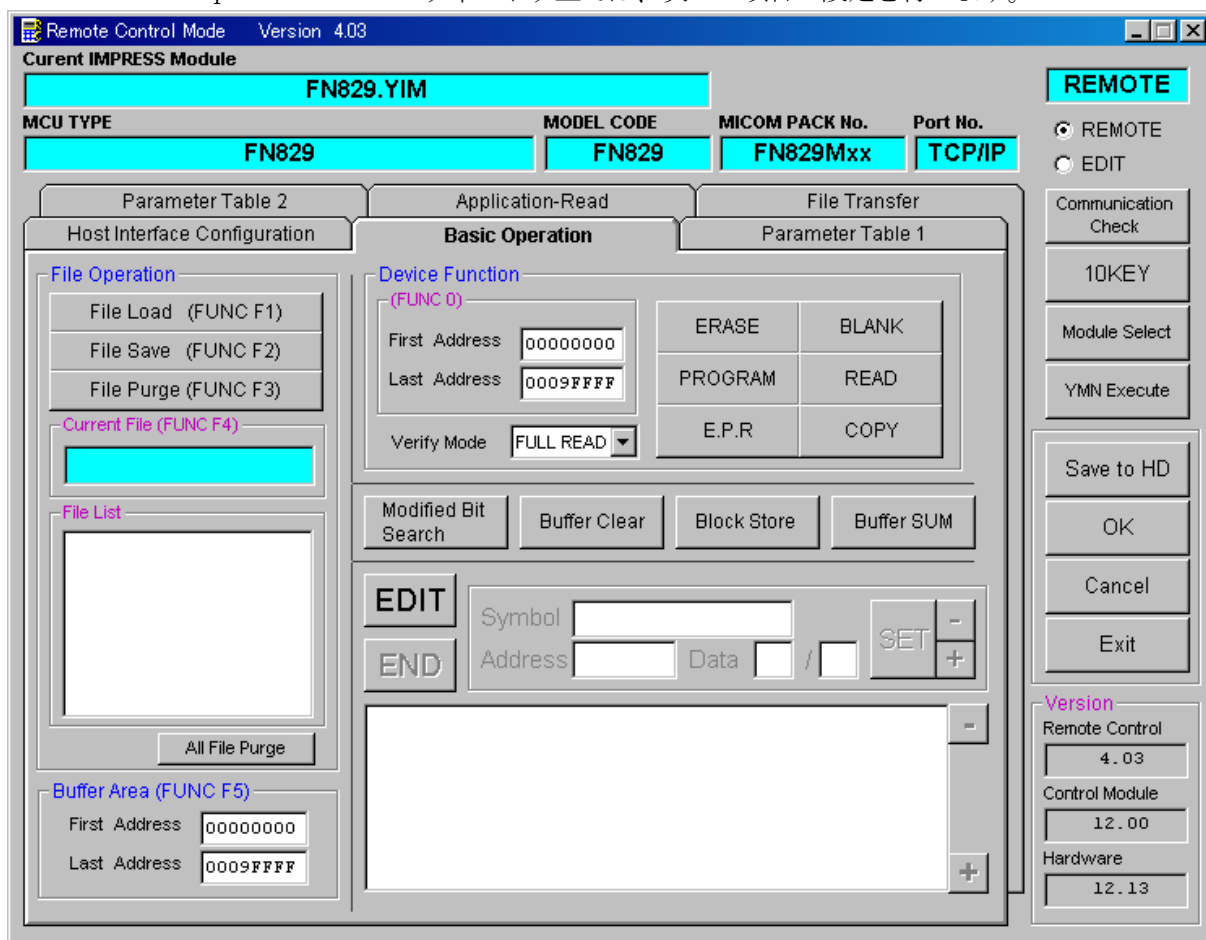 Remote Control Mode Version 4.03
Curent IMPRESS Module
FN829.YIM
MCU TYPE
MODEL CODE
MICOM PACK No.
Port No.
FN829
FN829
FN829Mxx
TCP/IP
REMOTE
REMOTE
EDIT
Parameter Table 2
Application-Read
File Transfer
Host Interface Configuration
Basic Operation
Parameter Table 1
File Operation
File Load (FUNC F1)
File Save (FUNC F2)
File Purge (FUNC F3)
Current File (FUNC F4)
File List
All File Purge
Buffer Area (FUNC F5)
First Address 00000000
Last Address 0009FFFF
Device Function
(FUNC 0)
First Address 00000000
Last Address 0009FFFF
Verify Mode FULL READ
ERASE
BLANK
PROGRAM
READ
E.P.R
COPY
Modified Bit
Search
Buffer Clear
Block Store
Buffer SUM
EDIT
END
Symbol
Address
Data
/
SET
-
+
-
+
Communication
Check
10KEY
Module Select
YMN Execute
Save to HD
OK
Cancel
Exit
Version
Remote Control
4.03
Control Module
12.00
Hardware
12.13